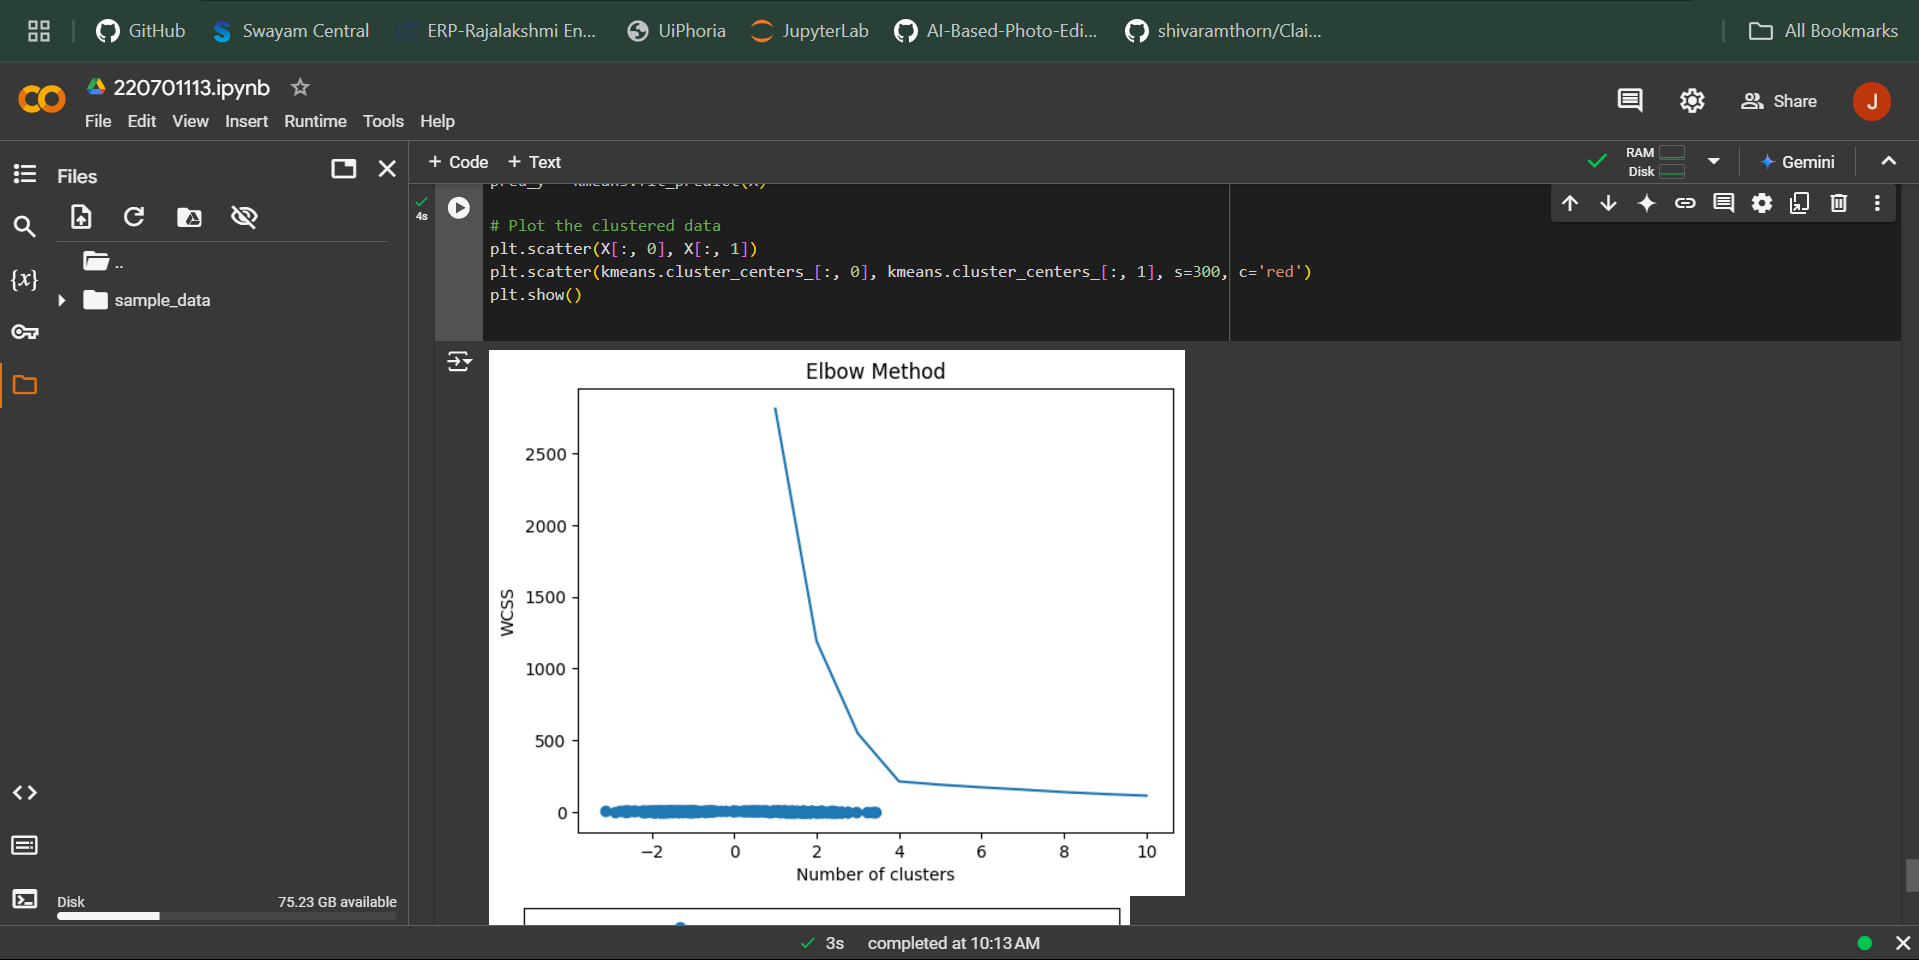 GitHub
Swayam Central
ERP-Rajalakshmi En...
UiPhoria
JupyterLab
AI-Based-Photo-Edi...
shivaramthorn/Clai...
All Bookmarks
220701113.ipynb
File Edit View Insert Runtime Tools Help
Share
J
Files
+ Code + Text
RAM
Disk
Gemini
..
sample_data
{x}
4s
pred_y = kmeans.fit_predict(X)
# Plot the clustered data
plt.scatter(X[:, 0], X[:, 1])
plt.scatter(kmeans.cluster_centers_[:, 0], kmeans.cluster_centers_[:, 1], s=300, c='red')
plt.show()
Elbow Method
2500
2000
1500
1000
500
0
WCSS
−2 0 2 4 6 8 10
Number of clusters
Disk 75.23 GB available
3s completed at 10:13 AM